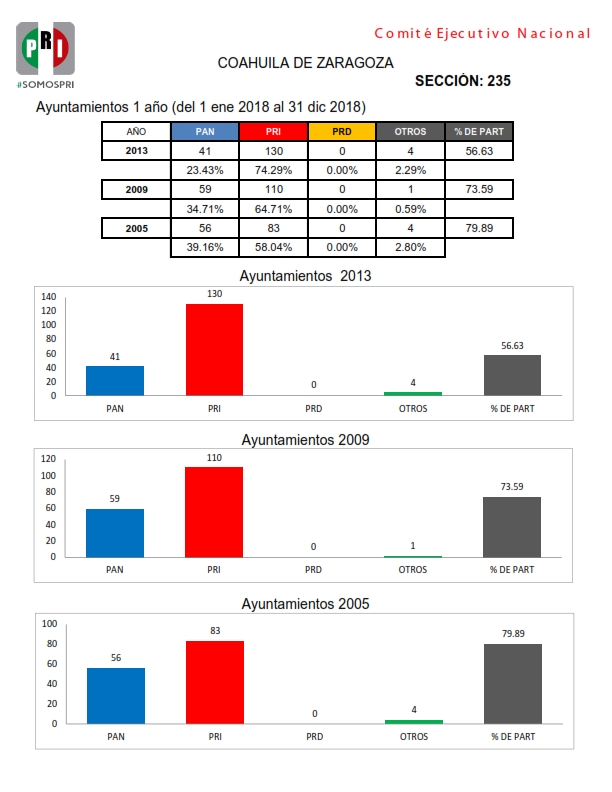 Comité Ejecutivo Nacional
PRI
#SOMOSPRI
COAHUILA DE ZARAGOZA
SECCIÓN: 235
Ayuntamientos 1 año (del 1 ene 2018 al 31 dic 2018)
AÑO PAN PRI PRD OTROS % DE PART
2013 41 130 0 4 56.63
23.43% 74.29% 0.00% 2.29%
2009 59 110 0 1 73.59
34.71% 64.71% 0.00% 0.59%
2005 56 83 0 4 79.89
39.16% 58.04% 0.00% 2.80%
Ayuntamientos 2013
140
120
100
80
60
40
20
0
41
130
0
4
56.63
PAN PRI PRD OTROS % DE PART
Ayuntamientos 2009
120
100
80
60
40
20
0
59
110
0
1
73.59
PAN PRI PRD OTROS % DE PART
Ayuntamientos 2005
100
80
60
40
20
0
56
83
0
4
79.89
PAN PRI PRD OTROS % DE PART